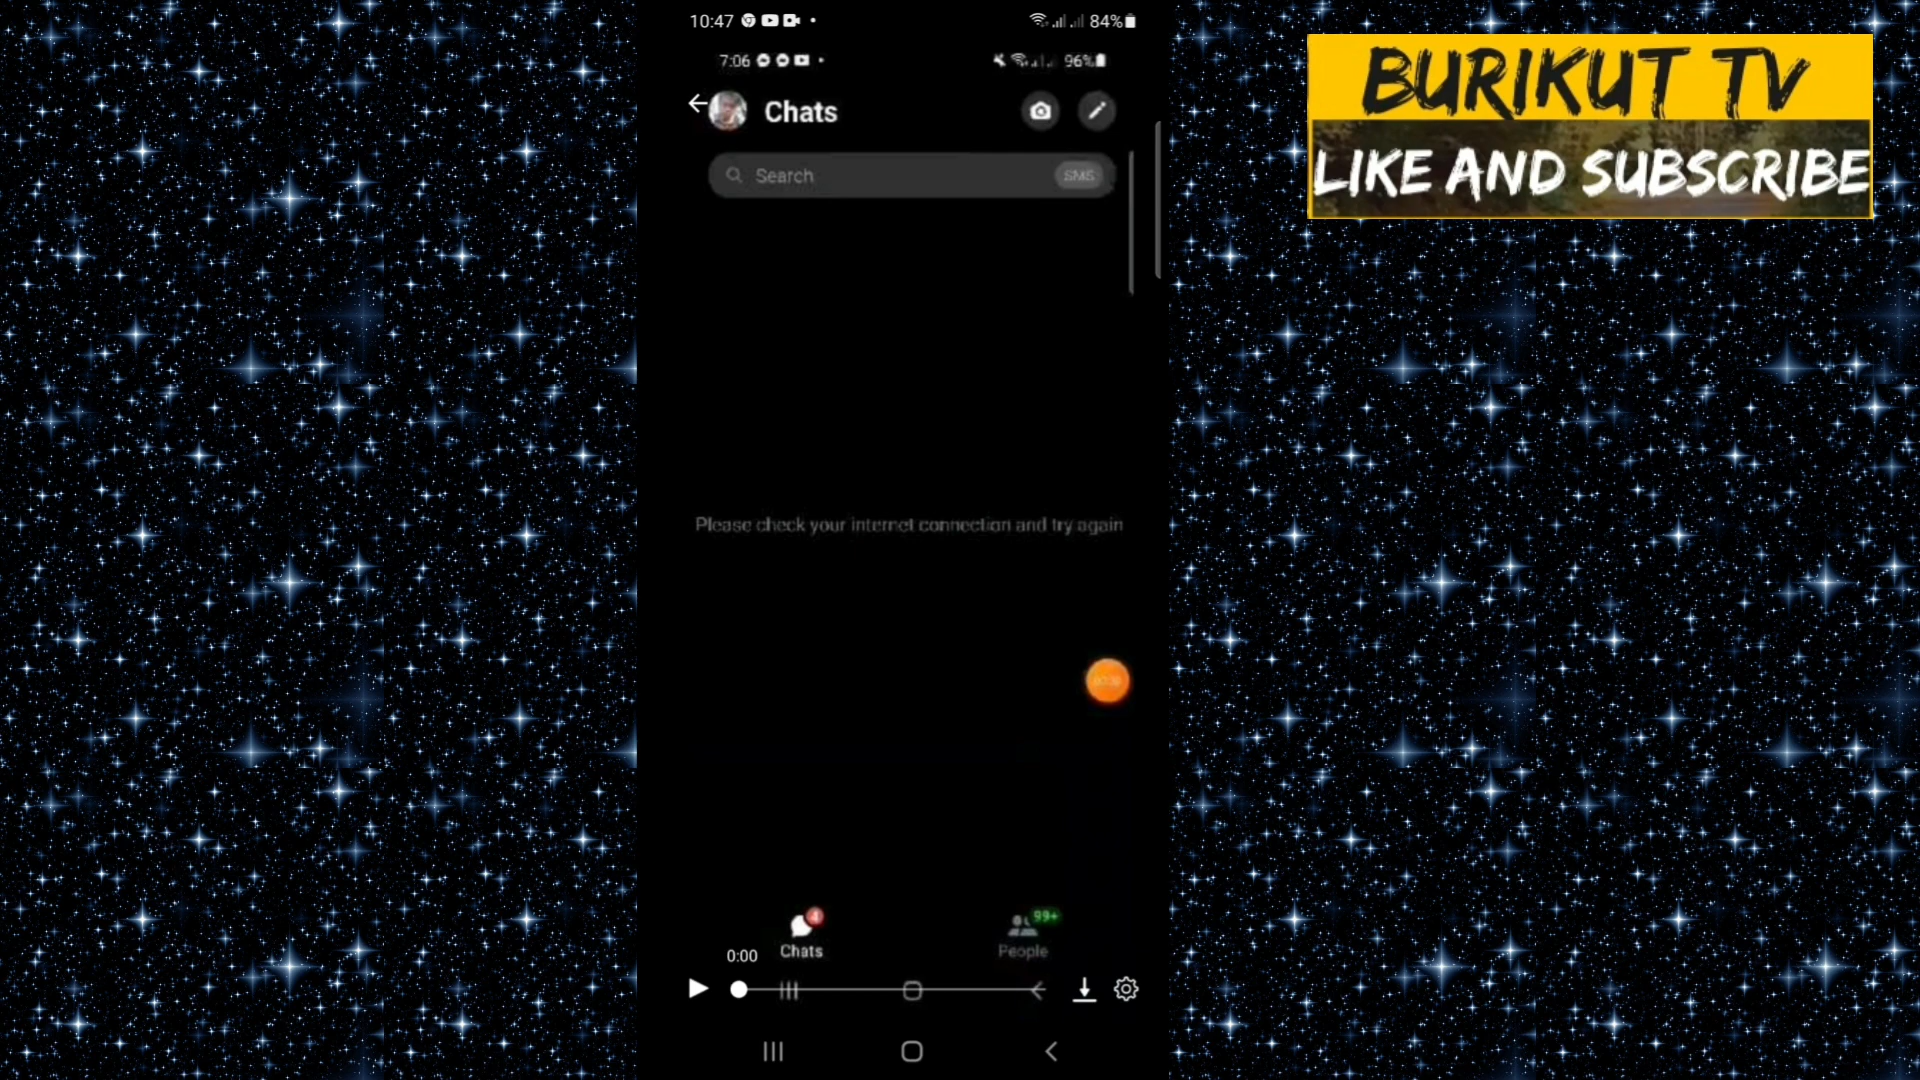 10:47
84%
BURIKUT TV
LIKE AND SUBSCRIBE
7:06
96%
Chats
Search
SMS
Please check your internet connection and try again
4
99+
Chats
People
0:00